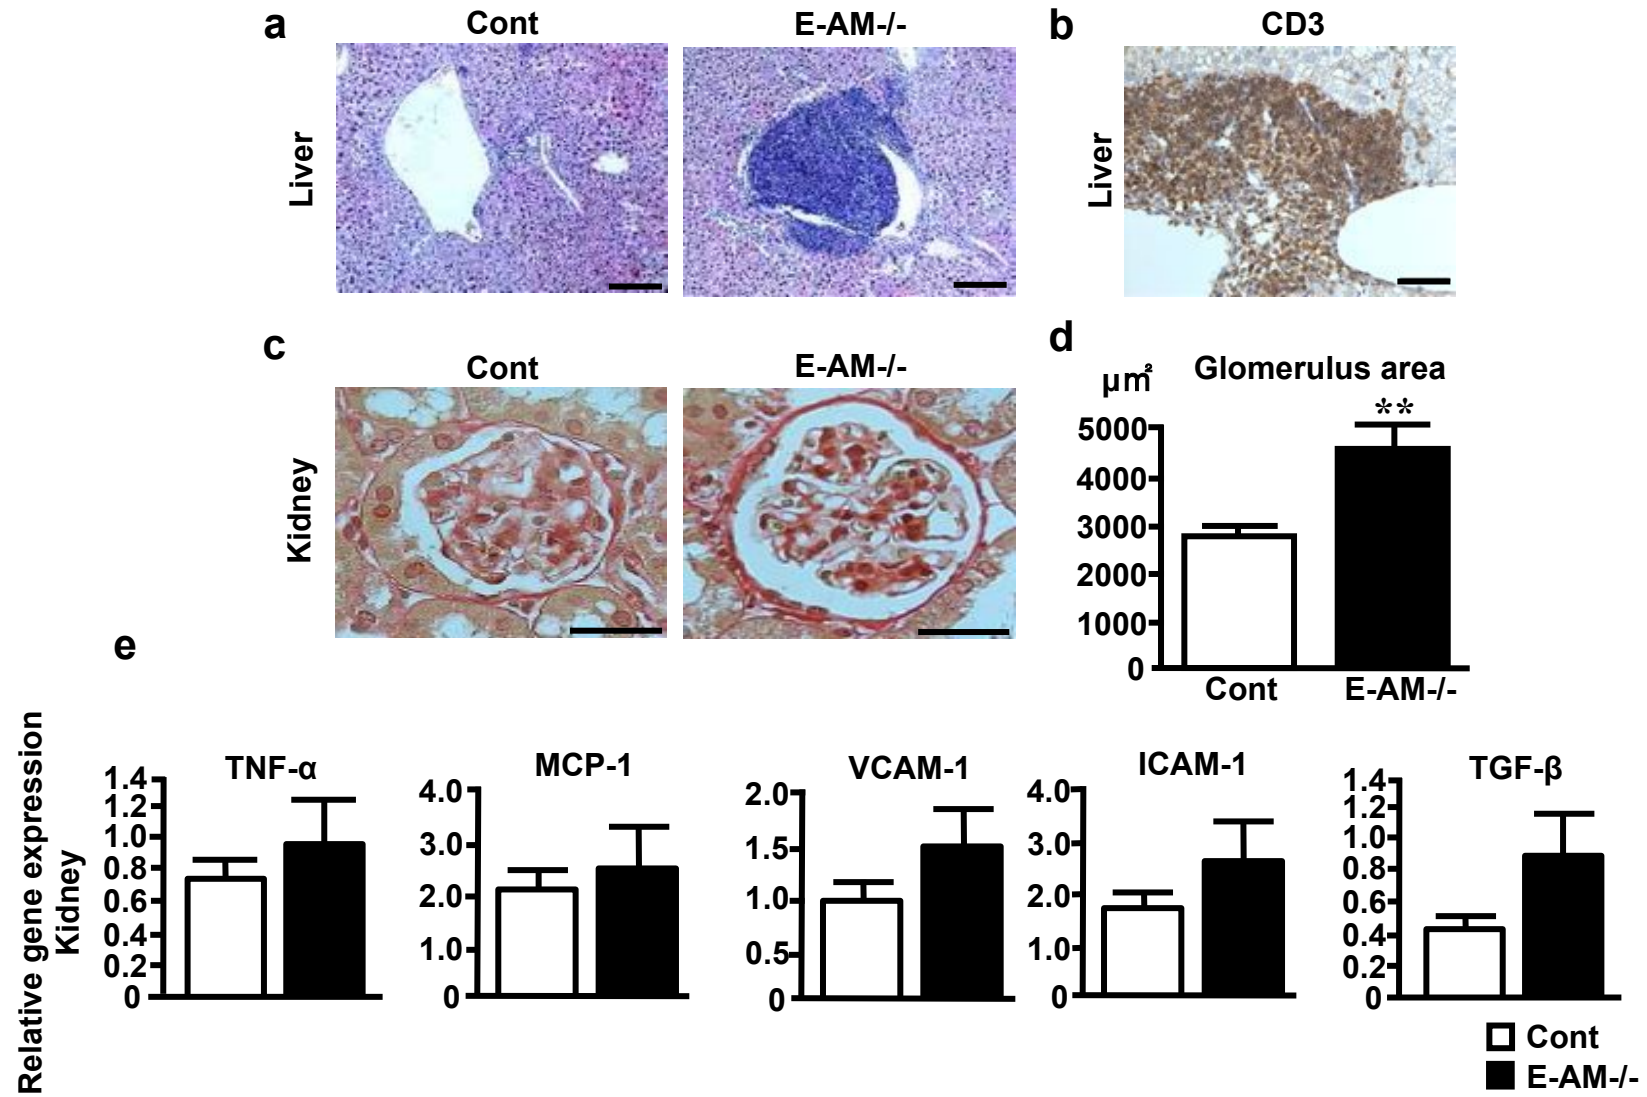 a
Cont
E-AM-/-
b
CD3
Liver
Liver
c
Cont
E-AM-/-
Kidney
d
μm²
Glomerulus area
**
5000
4000
3000
2000
1000
0
Cont
E-AM-/-
e
Relative gene expression
Kidney
TNF-α
1.4
1.2
1.0
0.8
0.6
0.4
0.2
0
MCP-1
4.0
3.0
2.0
1.0
0
VCAM-1
2.0
1.5
1.0
0.5
0
ICAM-1
4.0
3.0
2.0
1.0
0
TGF-β
1.4
1.2
1.0
0.8
0.6
0.4
0.2
0
Cont
E-AM-/-